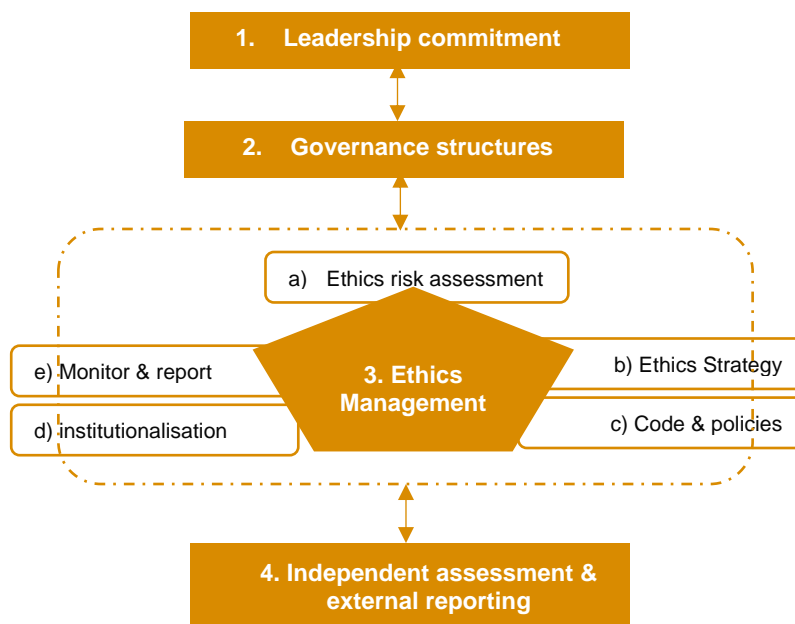 1. Leadership commitment
2. Governance structures
a) Ethics risk assessment
e) Monitor & report
3. Ethics
Management
b) Ethics Strategy
d) institutionalisation
c) Code & policies
4. Independent assessment &
external reporting